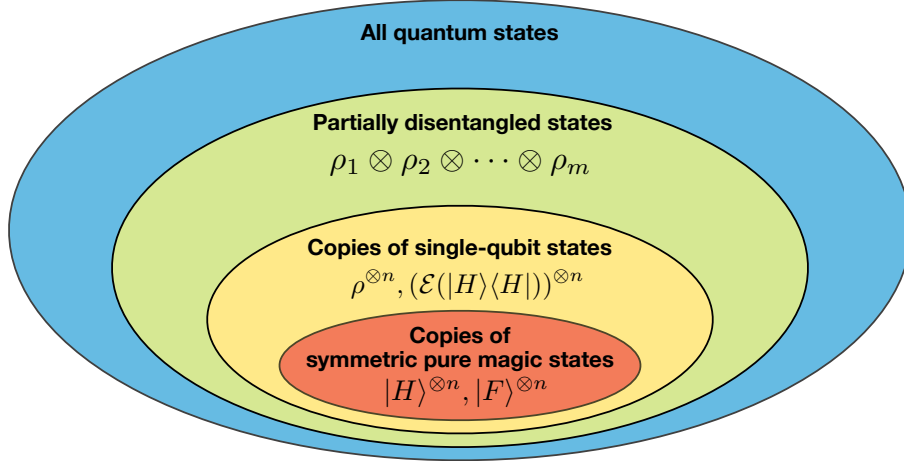 All quantum states
Partially disentangled states
ρ₁ ⊗ ρ₂ ⊗ ⋯ ⊗ ρₘ
Copies of single-qubit states
ρ^{⊗n}, (ℰ(|H⟩⟨H|))^{⊗n}
Copies of
symmetric pure magic states
|H⟩^{⊗n}, |F⟩^{⊗n}